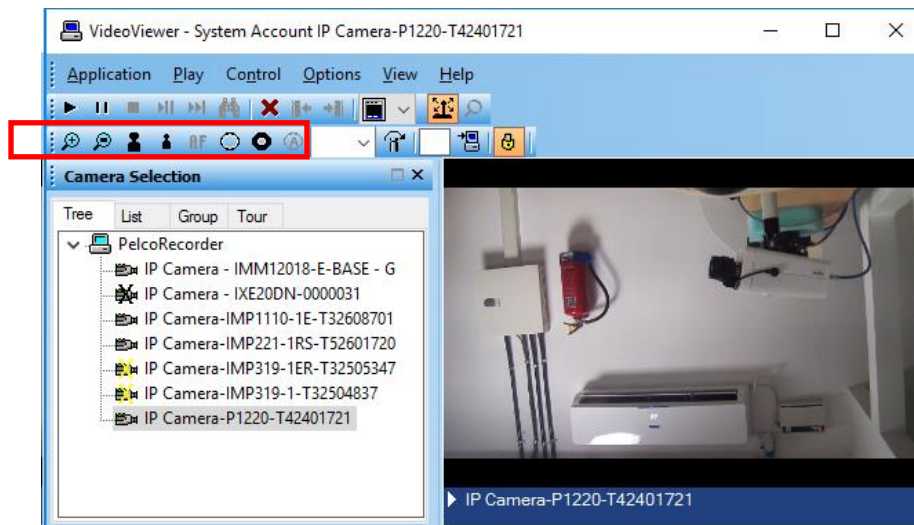 VideoViewer - System Account IP Camera-P1220-T42401721
Application Play Control Options View Help
AF A
Camera Selection
Tree List Group Tour
PelcoRecorder
IP Camera - IMM12018-E-BASE - G
IP Camera - IXE20DN-0000031
IP Camera-IMP1110-1E-T32608701
IP Camera-IMP221-1RS-T52601720
IP Camera-IMP319-1ER-T32505347
IP Camera-IMP319-1-T32504837
IP Camera-P1220-T42401721
IP Camera-P1220-T42401721